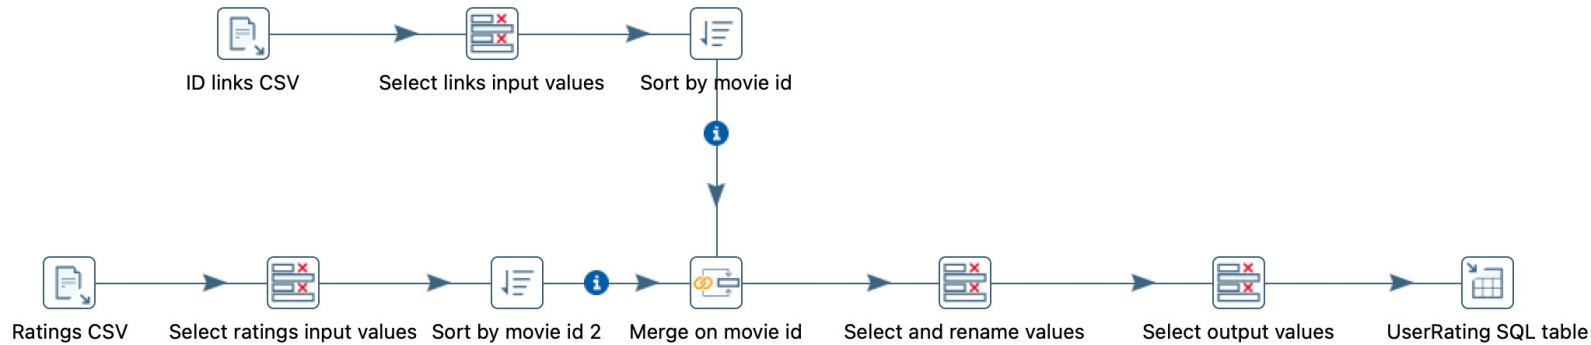 ID links CSV
Select links input values
Sort by movie id
Ratings CSV
Select ratings input values
Sort by movie id 2
Merge on movie id
Select and rename values
Select output values
UserRating SQL table